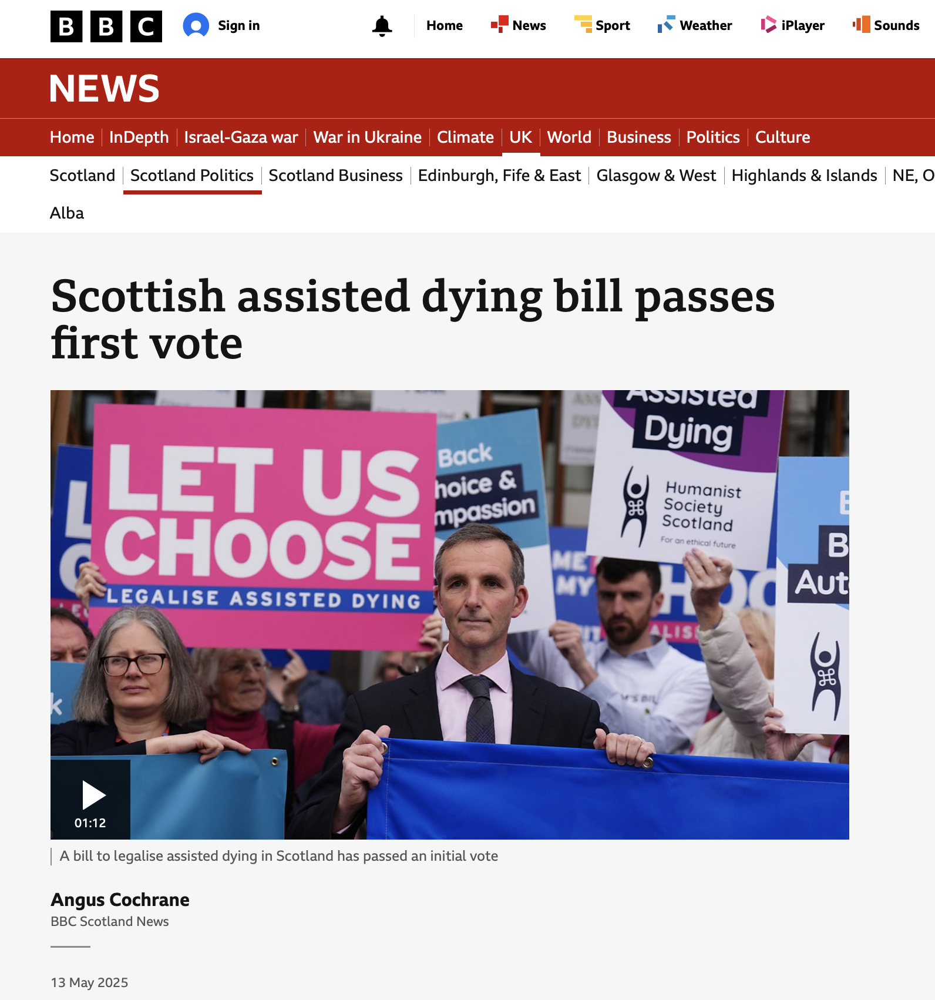 BBC
Sign in
Home
News
Sport
Weather
iPlayer
Sounds
NEWS
Home
InDepth
Israel-Gaza war
War in Ukraine
Climate
UK
World
Business
Politics
Culture
Scotland
Scotland Politics
Scotland Business
Edinburgh, Fife & East
Glasgow & West
Highlands & Islands
NE, O
Alba
Scottish assisted dying bill passes
first vote
LET US
CHOOSE
LEGALISE ASSISTED DYING
Back
hoice &
mpassion
Assisted
Dying
Humanist
Society
Scotland
For an ethical future
ME
MY
HOO
ALIS
B
Aut
k
01:12
A bill to legalise assisted dying in Scotland has passed an initial vote
Angus Cochrane
BBC Scotland News
13 May 2025